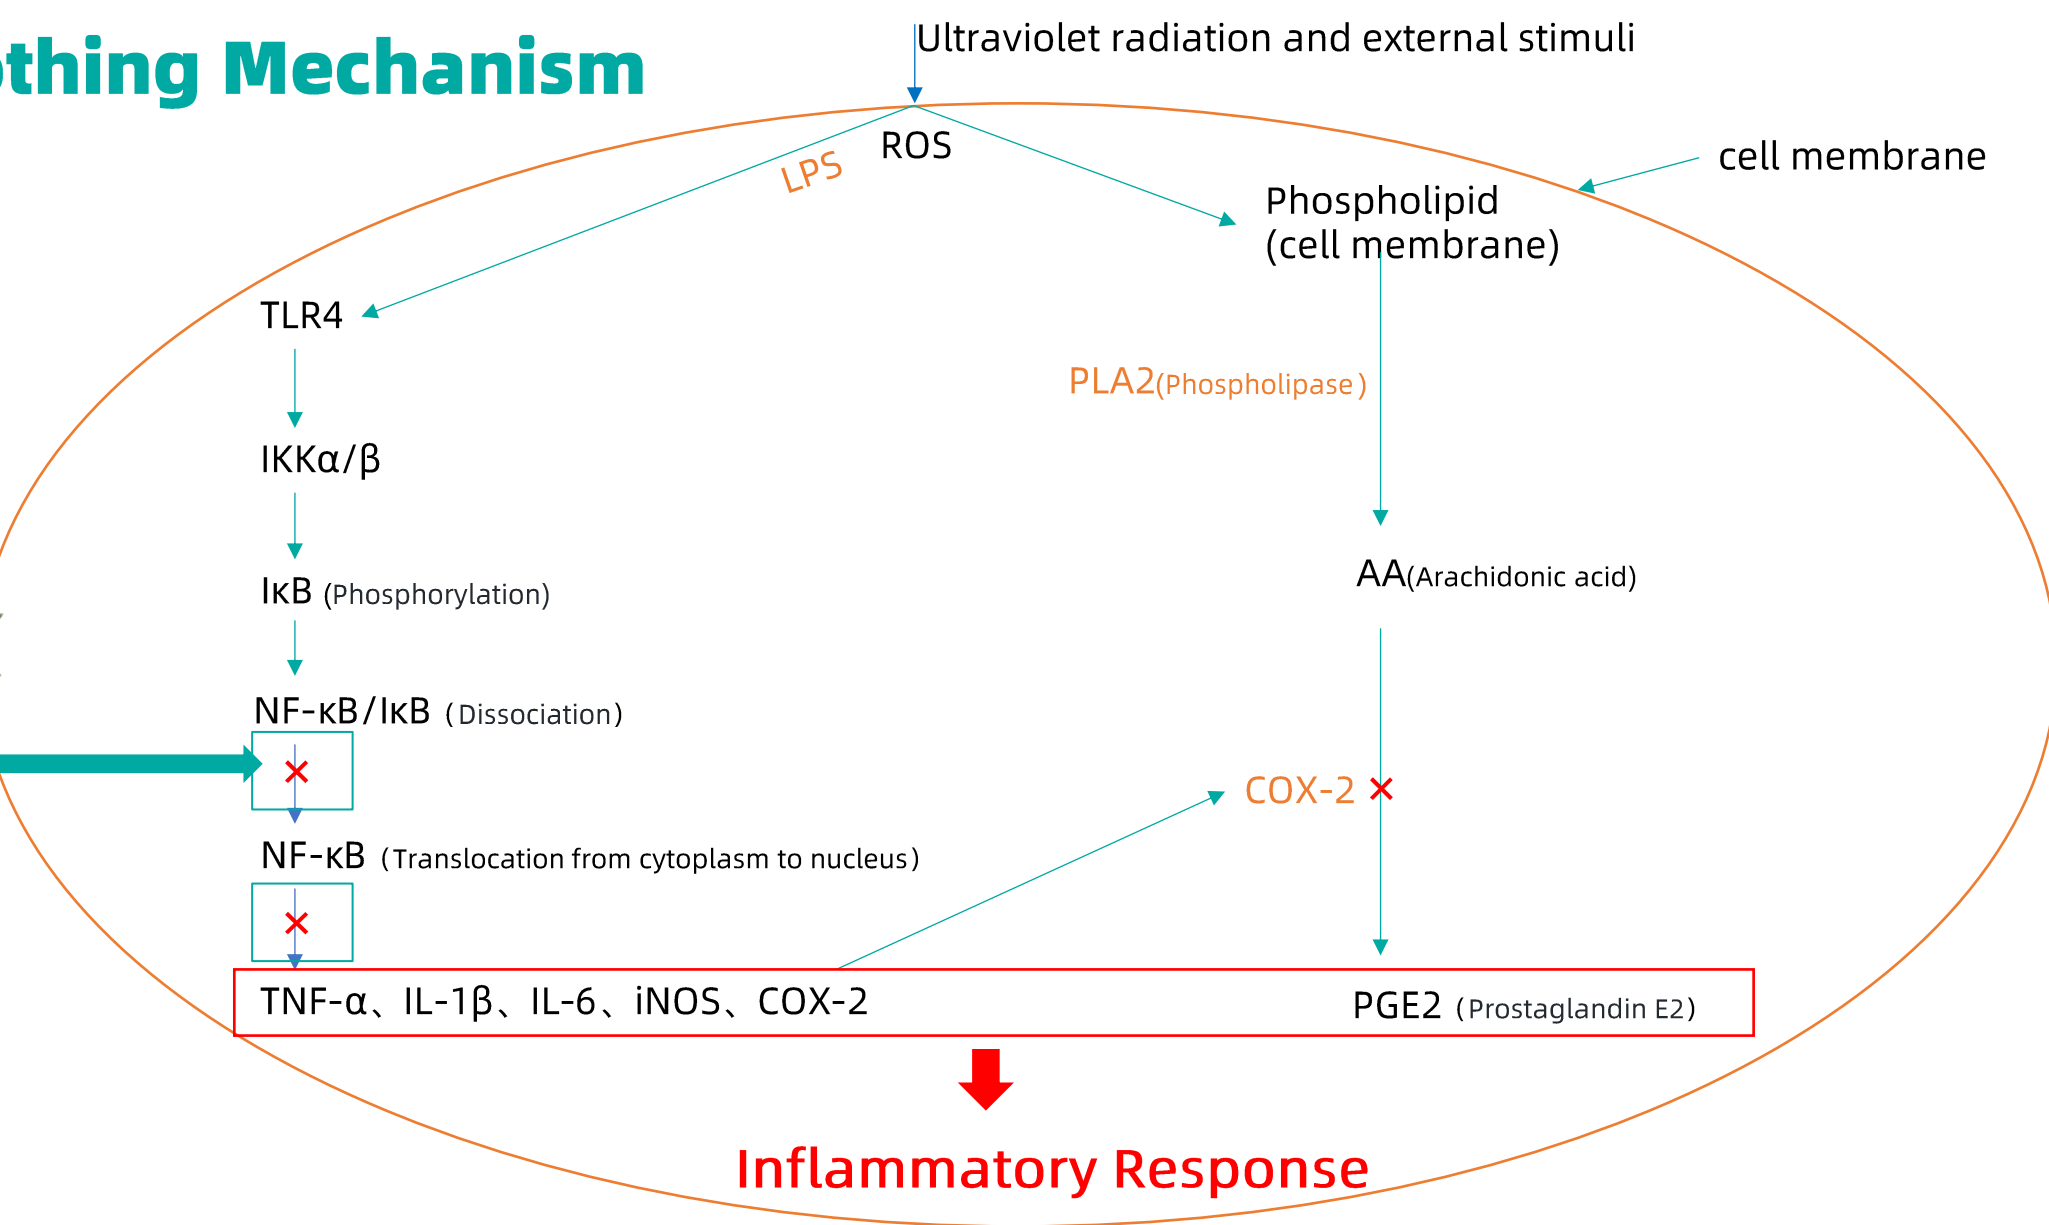 othing Mechanism
Ultraviolet radiation and external stimuli
ROS
LPS
cell membrane
Phospholipid
(cell membrane)
TLR4
PLA2(Phospholipase)
IKKα/β
AA(Arachidonic acid)
IκB (Phosphorylation)
NF-κB/IκB (Dissociation)
COX-2
NF-κB (Translocation from cytoplasm to nucleus)
TNF-α、IL-1β、IL-6、iNOS、COX-2
PGE2 (Prostaglandin E2)
Inflammatory Response